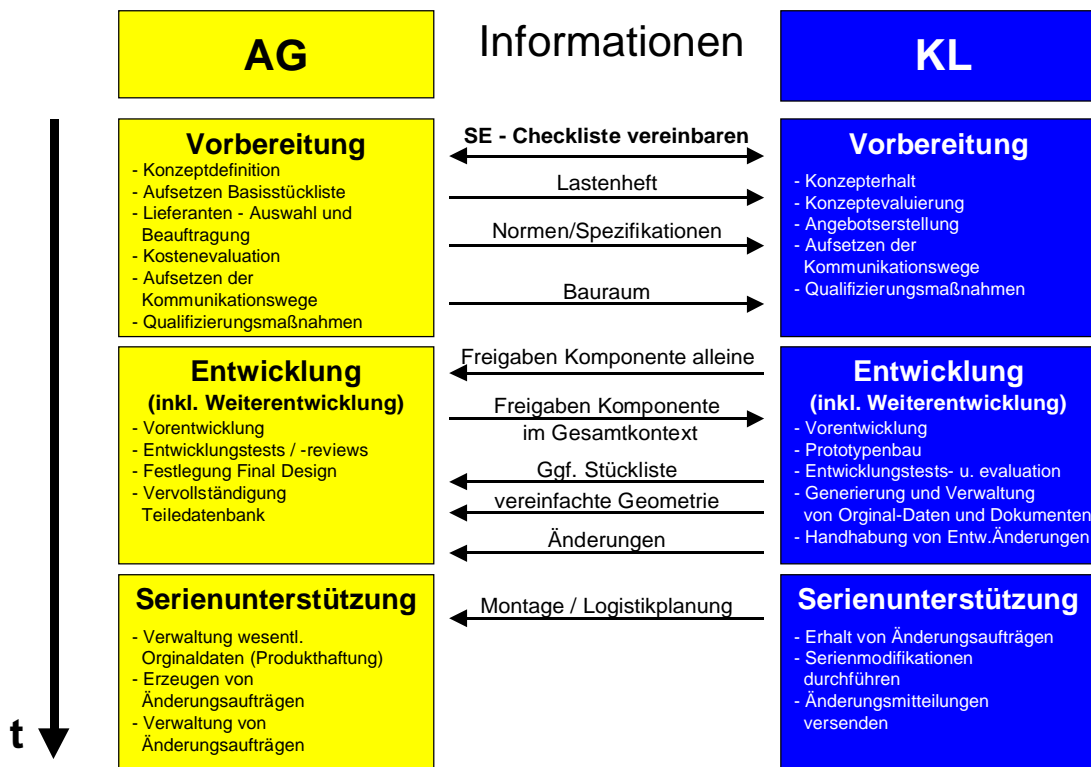 AG
Informationen
KL
Vorbereitung
- Konzeptdefinition
- Aufsetzen Basisstückliste
- Lieferanten - Auswahl und
Beauftragung
- Kostenevaluation
- Aufsetzen der
Kommunikationswege
- Qualifizierungsmaßnahmen
SE - Checkliste vereinbaren
Lastenheft
Normen/Spezifikationen
Bauraum
Vorbereitung
- Konzepterhalt
- Konzeptevaluierung
- Angebotserstellung
- Aufsetzen der
Kommunikationswege
- Qualifizierungsmaßnahmen
Entwicklung
(inkl. Weiterentwicklung)
- Vorentwicklung
- Entwicklungstests / -reviews
- Festlegung Final Design
- Vervollständigung
Teiledatenbank
Freigaben Komponente alleine
Freigaben Komponente
im Gesamtkontext
Ggf. Stückliste
vereinfachte Geometrie
Änderungen
Entwicklung
(inkl. Weiterentwicklung)
- Vorentwicklung
- Prototypenbau
- Entwicklungstests- u. evaluation
- Generierung und Verwaltung
von Orginal-Daten und Dokumenten
- Handhabung von Entw.Änderungen
Serienunterstützung
- Verwaltung wesentl.
Orginaldaten (Produkthaftung)
- Erzeugen von
Änderungsaufträgen
- Verwaltung von
Änderungsaufträgen
Montage / Logistikplanung
Serienunterstützung
- Erhalt von Änderungsaufträgen
- Serienmodifikationen
durchführen
- Änderungsmitteilungen
versenden
t